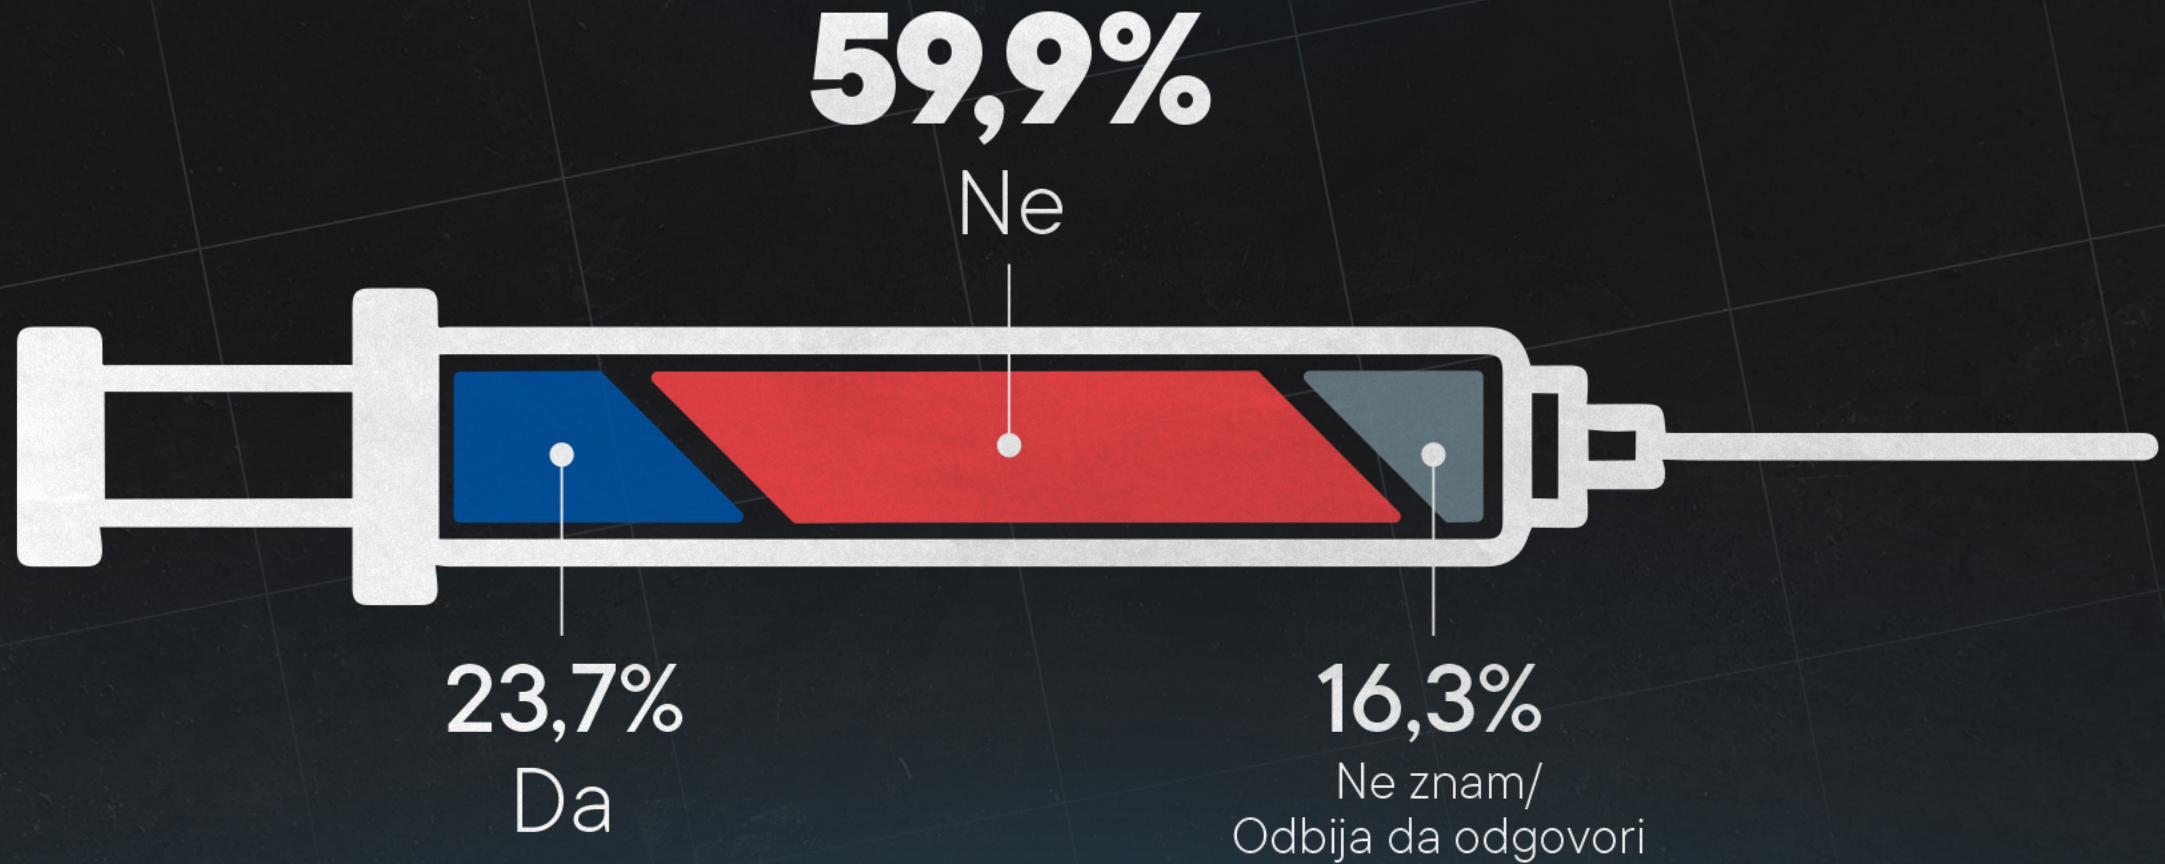 59,9%
Ne
23,7%
Da
16,3%
Ne znam/
Odbija da odgovori